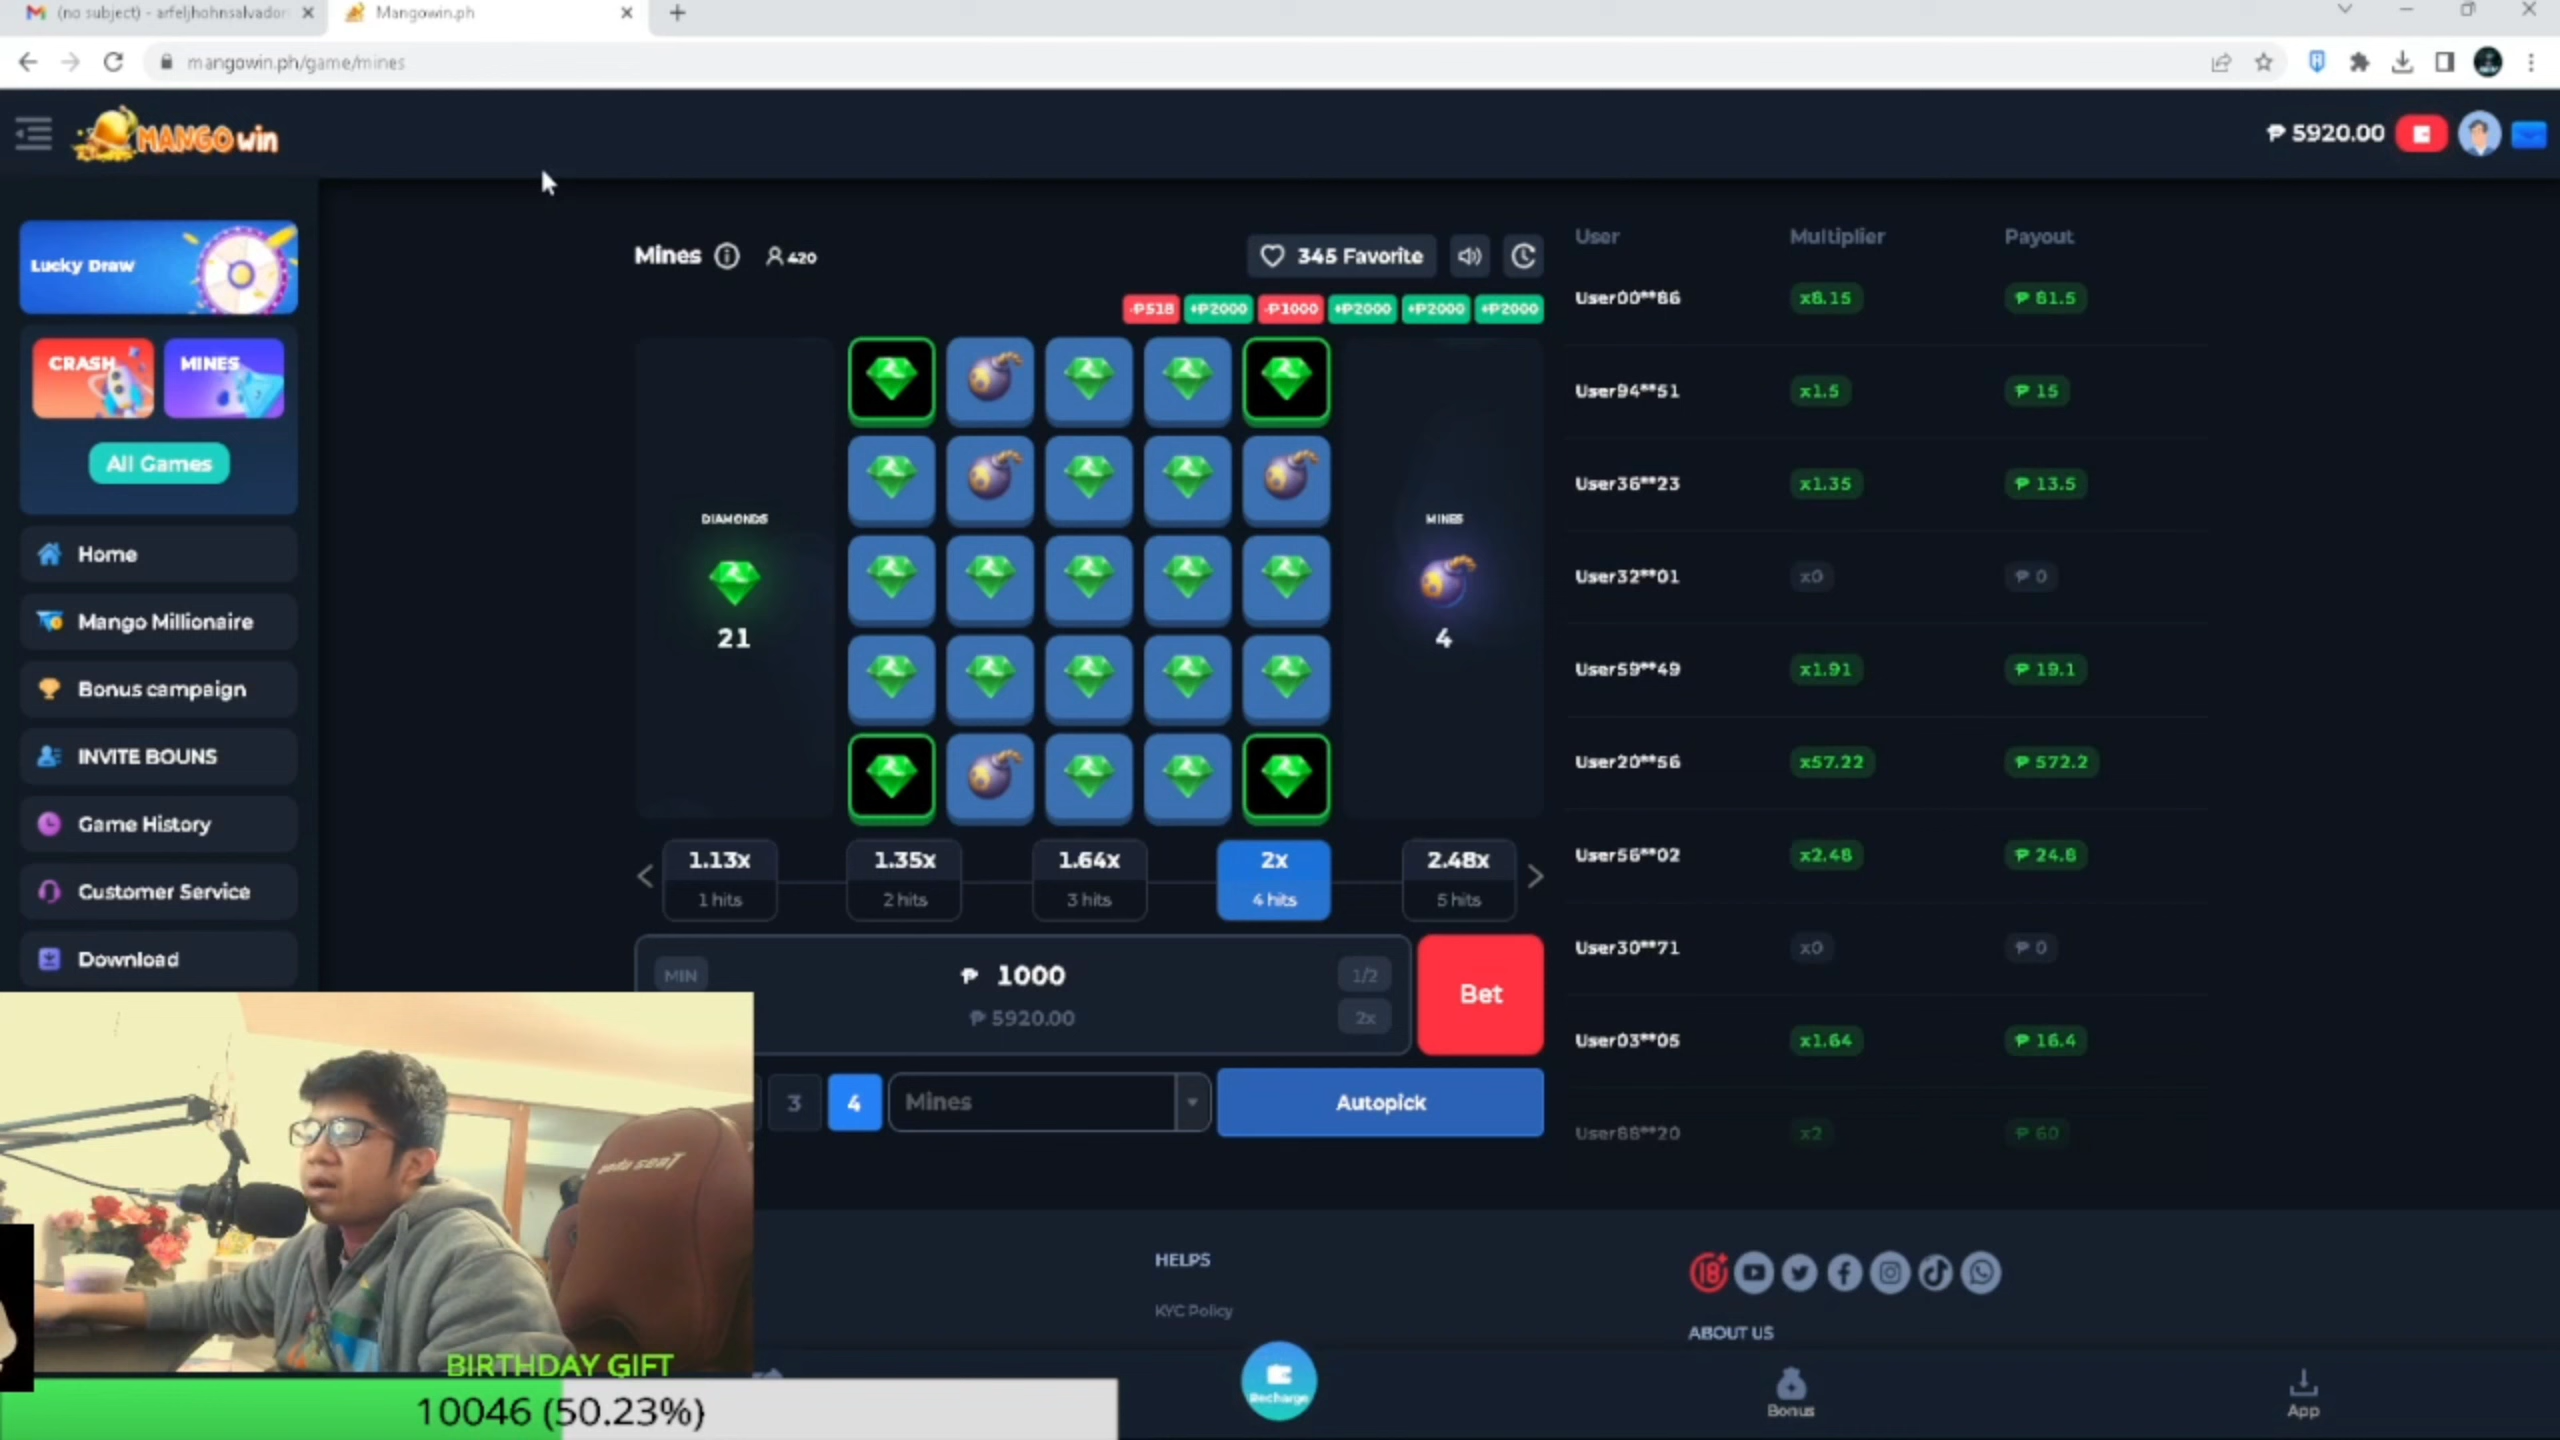 (no subject) - arfeljhohnsalvador
Mangowin.ph
mangowin.ph/game/mines
MANGO win
₱ 5920.00
Lucky Draw
CRASH
MINES
All Games
Home
Mango Millionaire
Bonus campaign
INVITE BOUNS
Game History
Customer Service
Download
Mines
420
345 Favorite
-₱518 +₱2000 -₱1000 +₱2000 +₱2000 +₱2000
DIAMONDS
21
MINES
4
1.13x
1 hits
1.35x
2 hits
1.64x
3 hits
2x
4 hits
2.48x
5 hits
MIN
₱ 1000
₱ 5920.00
1/2
2x
Bet
3
4
Mines
Autopick
User Multiplier Payout
User00**86 x8.15 ₱ 81.5
User94**51 x1.5 ₱ 15
User36**23 x1.35 ₱ 13.5
User32**01 x0 ₱ 0
User59**49 x1.91 ₱ 19.1
User20**56 x57.22 ₱ 572.2
User56**02 x2.48 ₱ 24.8
User30**71 x0 ₱ 0
User03**05 x1.64 ₱ 16.4
User88**20 x2 ₱ 60
HELPS
KYC Policy
18+
ABOUT US
Recharge
Bonus
App
BIRTHDAY GIFT
10046 (50.23%)